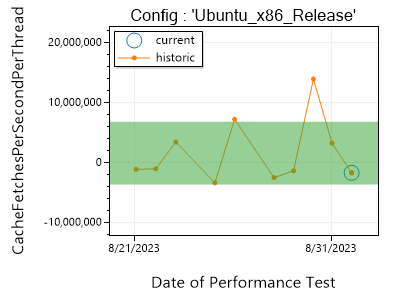 Config : 'Ubuntu_x86_Release'
CacheFetchesPerSecondPerThread
20,000,000
10,000,000
0
-10,000,000
current
historic
8/21/2023
8/31/2023
Date of Performance Test